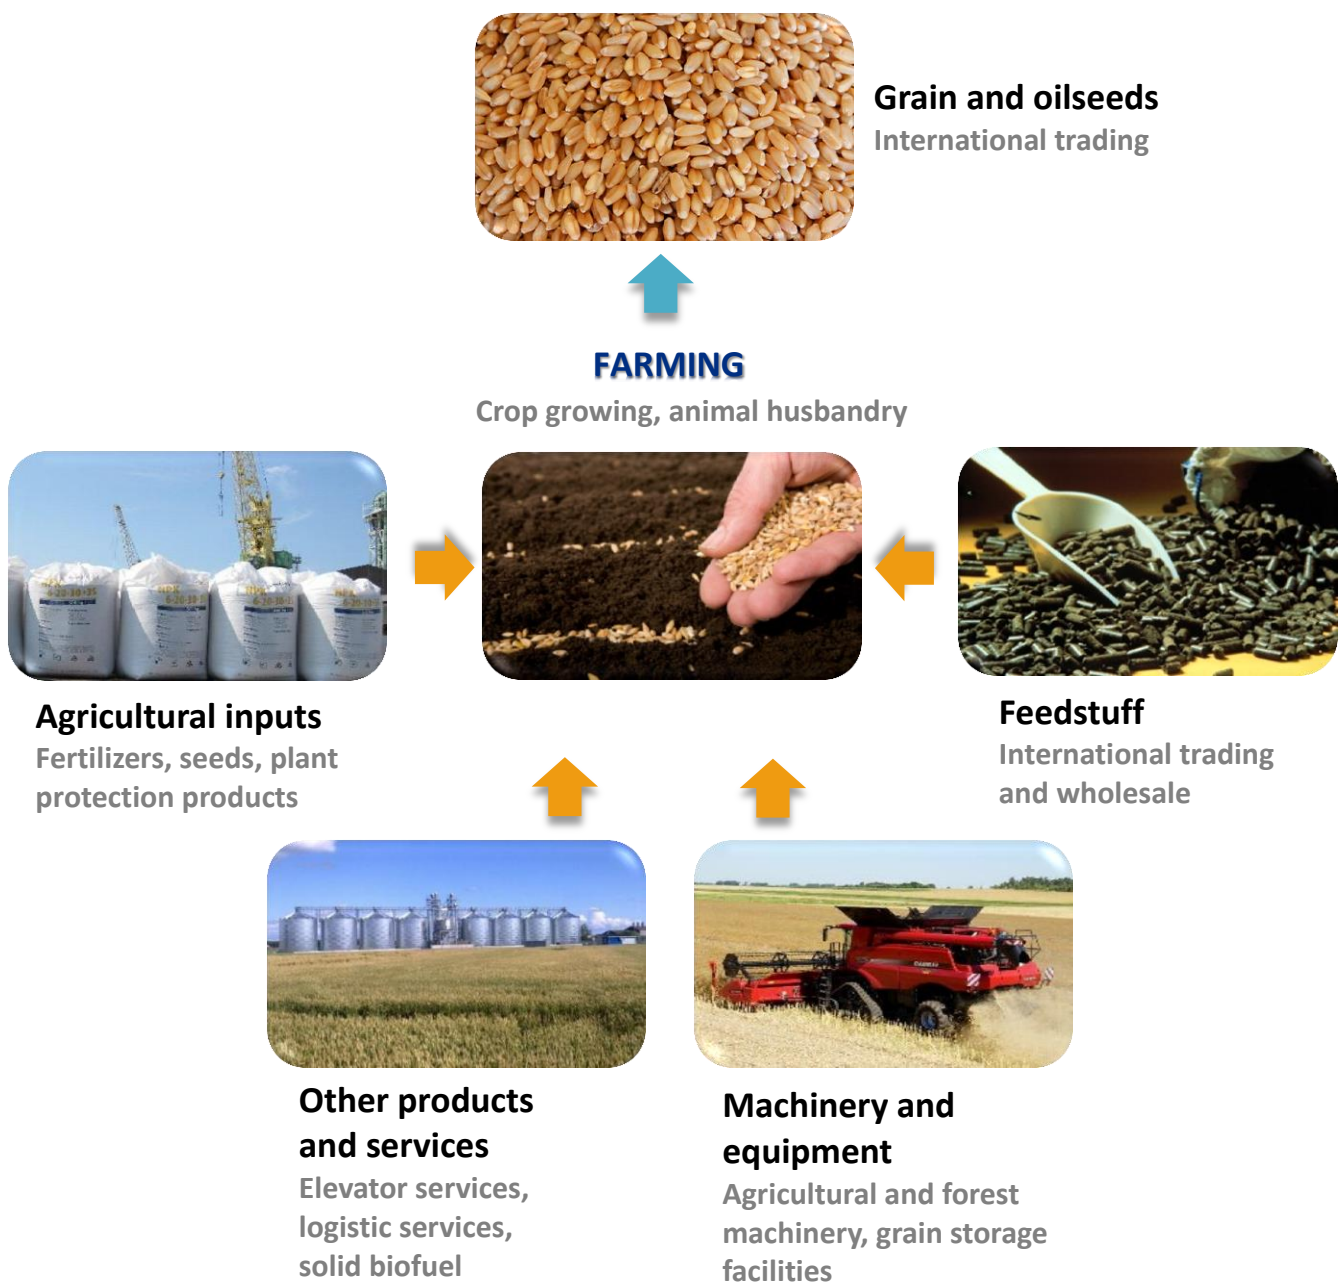 Grain and oilseeds
International trading
FARMING
Crop growing, animal husbandry
Agricultural inputs
Fertilizers, seeds, plant
protection products
Feedstuff
International trading
and wholesale
Other products
and services
Elevator services,
logistic services,
solid biofuel
Machinery and
equipment
Agricultural and forest
machinery, grain storage
facilities